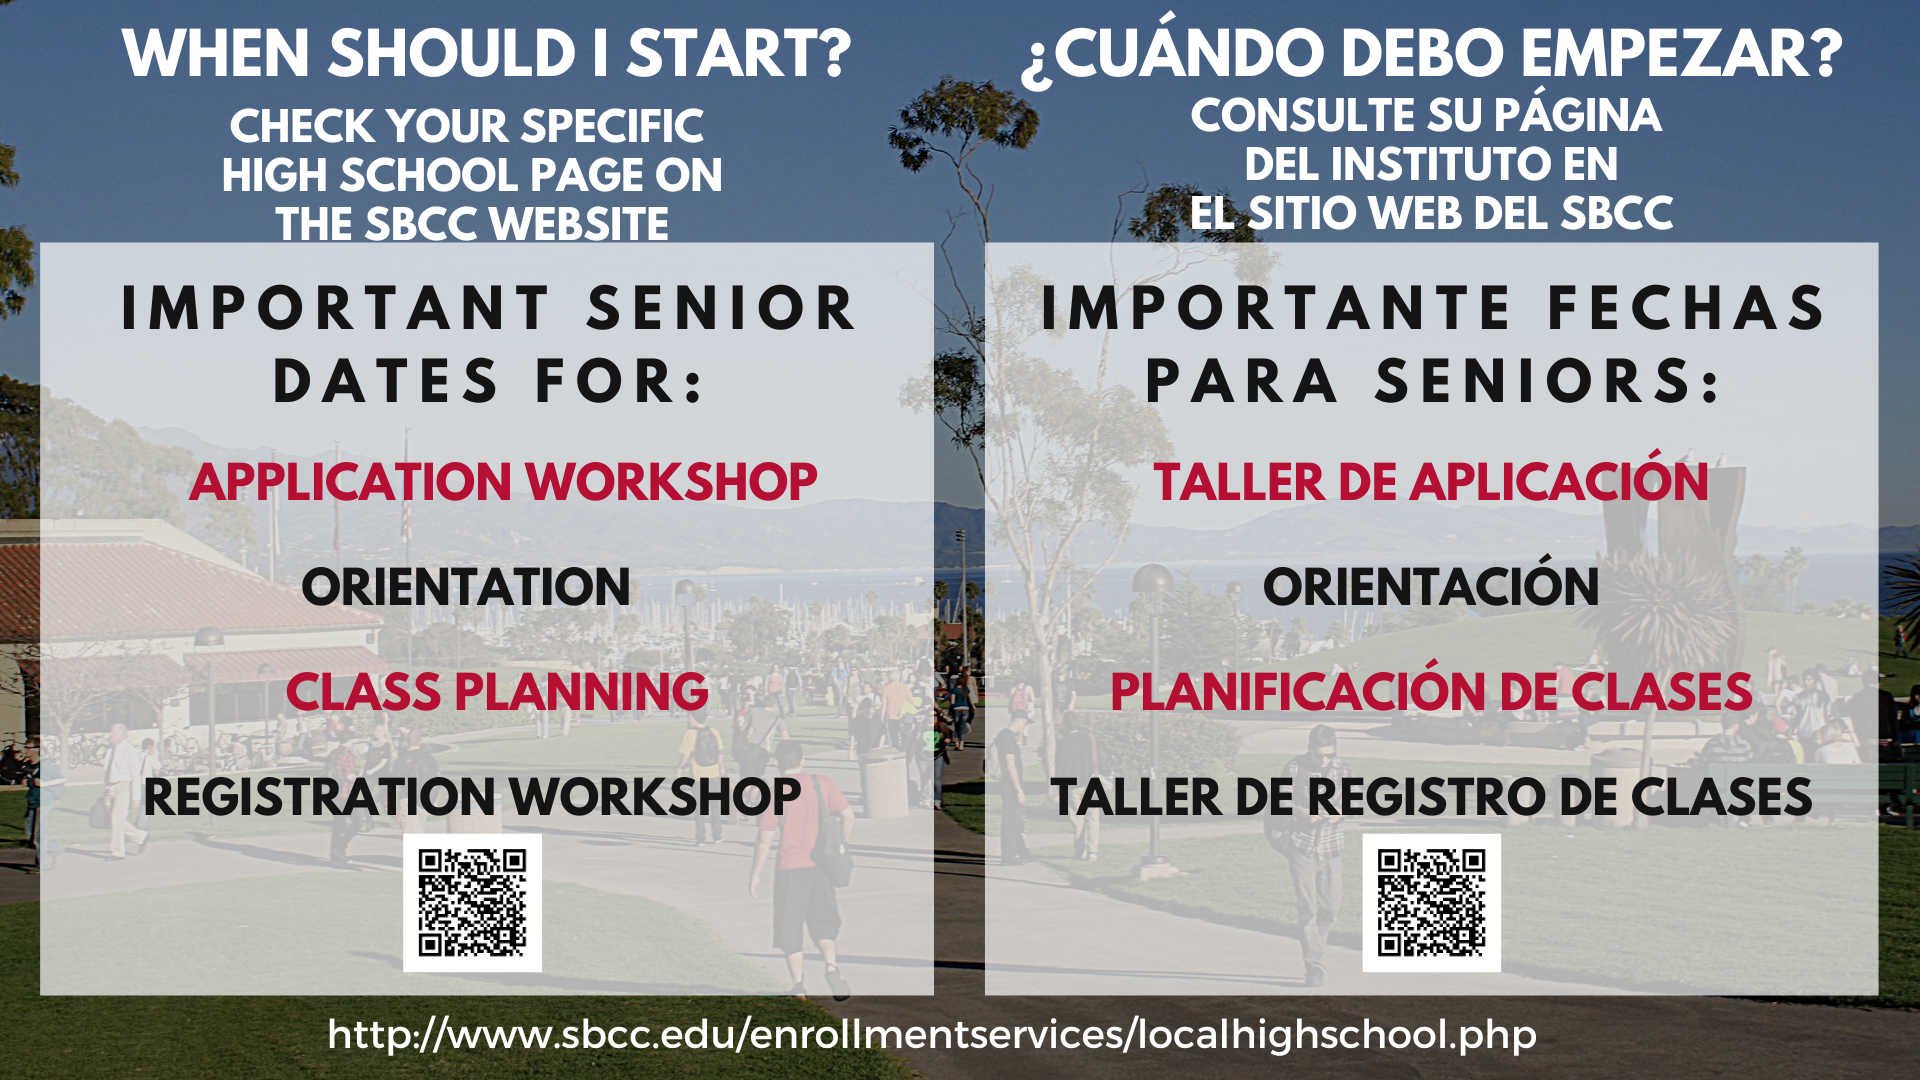 WHEN SHOULD I START?
CHECK YOUR SPECIFIC
HIGH SCHOOL PAGE ON
THE SBCC WEBSITE
IMPORTANT SENIOR
DATES FOR:
APPLICATION WORKSHOP
ORIENTATION
CLASS PLANNING
REGISTRATION WORKSHOP
¿CUÁNDO DEBO EMPEZAR?
CONSULTE SU PÁGINA
DEL INSTITUTO EN
EL SITIO WEB DEL SBCC
IMPORTANTE FECHAS
PARA SENIORS:
TALLER DE APLICACIÓN
ORIENTACIÓN
PLANIFICACIÓN DE CLASES
TALLER DE REGISTRO DE CLASES
http://www.sbcc.edu/enrollmentservices/localhighschool.php